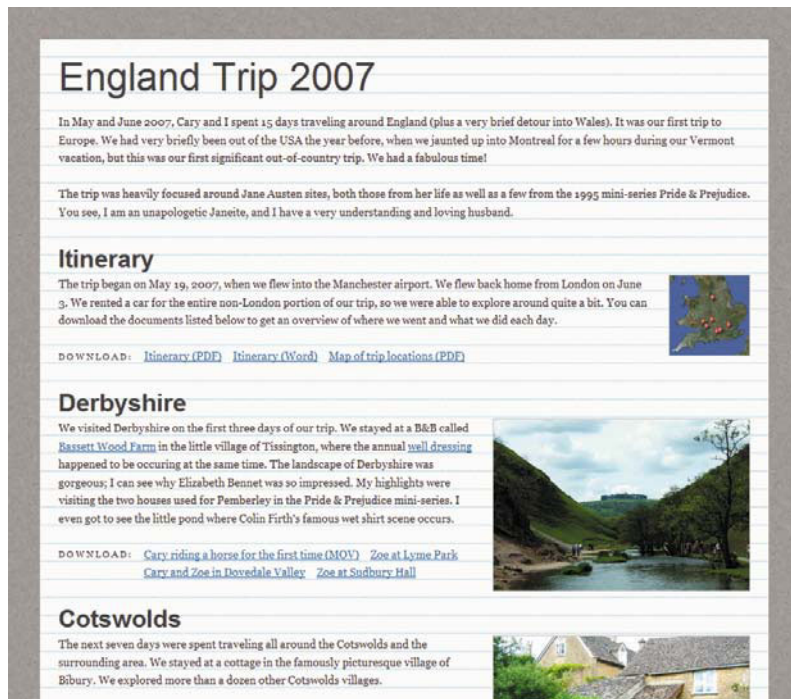 England Trip 2007
In May and June 2007, Cary and I spent 15 days traveling around England (plus a very brief detour into Wales). It was our first trip to
Europe. We had very briefly been out of the USA the year before, when we jaunted up into Montreal for a few hours during our Vermont
vacation, but this was our first significant out-of-country trip. We had a fabulous time!
The trip was heavily focused around Jane Austen sites, both those from her life as well as a few from the 1995 mini-series Pride & Prejudice.
You see, I am an unapologetic Janeite, and I have a very understanding and loving husband.
Itinerary
The trip began on May 19, 2007, when we flew into the Manchester airport. We flew back home from London on June
3. We rented a car for the entire non-London portion of our trip, so we were able to explore around quite a bit. You can
download the documents listed below to get an overview of where we went and what we did each day.
DOWNLOAD: Itinerary (PDF) Itinerary (Word) Map of trip locations (PDF)
Derbyshire
We visited Derbyshire on the first three days of our trip. We stayed at a B&B called
Bassett Wood Farm in the little village of Tissington, where the annual well dressing
happened to be occuring at the same time. The landscape of Derbyshire was
gorgeous; I can see why Elizabeth Bennet was so impressed. My highlights were
visiting the two houses used for Pemberley in the Pride & Prejudice mini-series. I
even got to see the little pond where Colin Firth's famous wet shirt scene occurs.
DOWNLOAD: Cary riding a horse for the first time (MOV) Zoe at Lyme Park
Cary and Zoe in Dovedale Valley Zoe at Sudbury Hall
Cotswolds
The next seven days were spent traveling all around the Cotswolds and the
surrounding area. We stayed at a cottage in the famously picturesque village of
Bibury. We explored more than a dozen other Cotswolds villages.